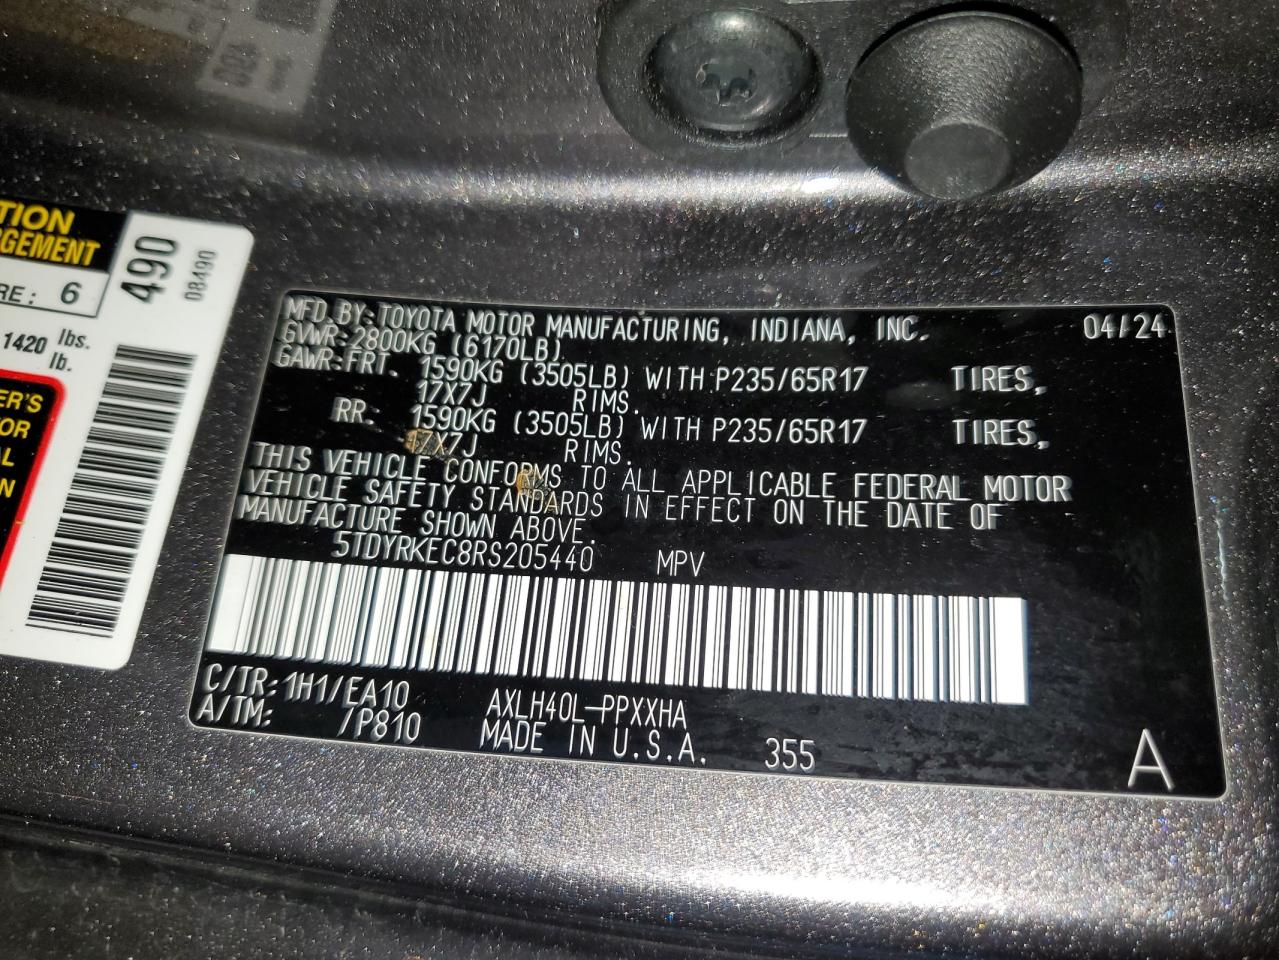 TION
GEMENT
RE: 6
490
08490
1420 lbs.
lb.
ER'S
OR
AL
N
MFD. BY: TOYOTA MOTOR MANUFACTURING, INDIANA, INC. 04/24
GVWR: 2800KG (6170LB)
GAWR: FRT. 1590KG (3505LB) WITH P235/65R17 TIRES,
17X7J RIMS.
RR. 1590KG (3505LB) WITH P235/65R17 TIRES,
17X7J RIMS.
THIS VEHICLE CONFORMS TO ALL APPLICABLE FEDERAL MOTOR
VEHICLE SAFETY STANDARDS IN EFFECT ON THE DATE OF
MANUFACTURE SHOWN ABOVE.
5TDYRKEC8RS205440 MPV
C/TR: 1H1/EA10 AXLH40L-PPXXHA
A/TM: /P810 MADE IN U.S.A. 355 A